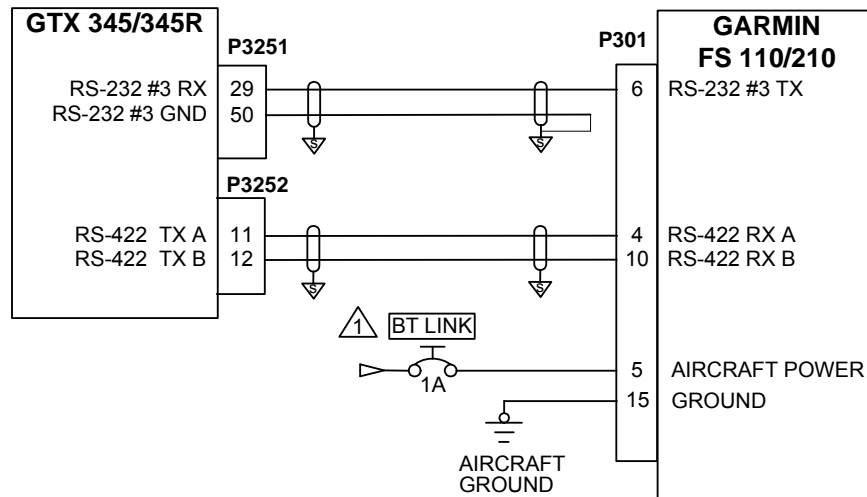 GTX 345/345R
P3251
P301
GARMIN
FS 110/210
RS-232 #3 RX 29
6 RS-232 #3 TX
RS-232 #3 GND 50
S
S
P3252
RS-422 TX A 11
4 RS-422 RX A
RS-422 TX B 12
10 RS-422 RX B
S
S
1 BT LINK
1A
5 AIRCRAFT POWER
15 GROUND
AIRCRAFT
GROUND